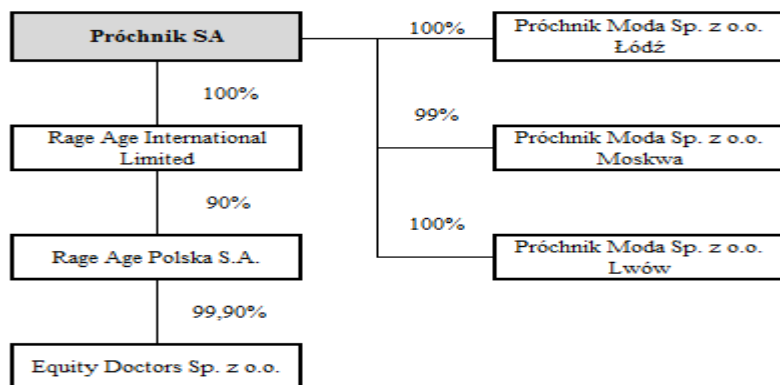 Próchnik SA
100%
Próchnik Moda Sp. z o.o.
Łódź
100%
99%
Rage Age International
Limited
Próchnik Moda Sp. z o.o.
Moskwa
90%
100%
Rage Age Polska S.A.
Próchnik Moda Sp. z o.o.
Lwów
99,90%
Equity Doctors Sp. z o.o.